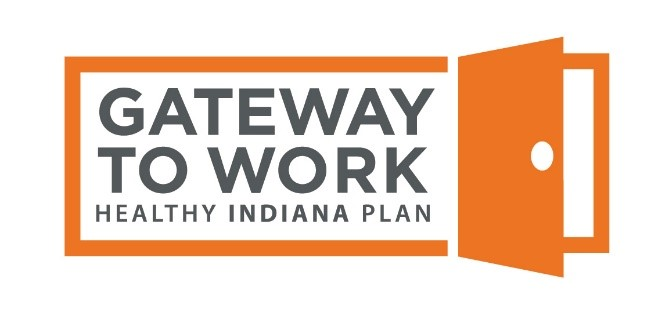 GATEWAY
TO WORK
HEALTHY INDIANA PLAN